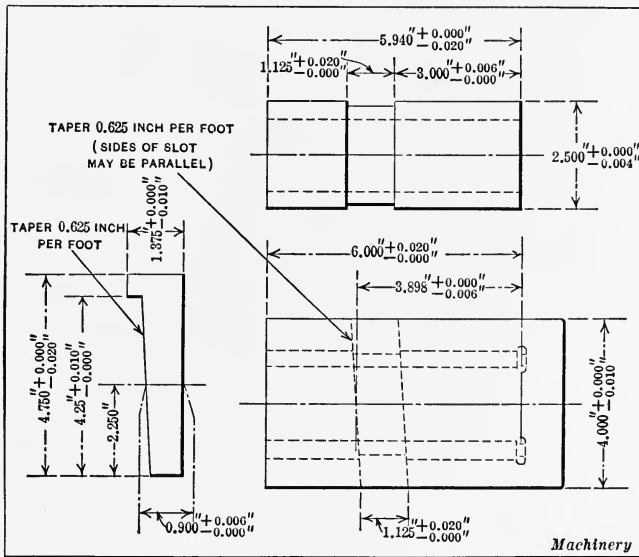 5.940" +0.000" -0.020"
1.125" +0.020" -0.000"
3.000" +0.006" -0.000"
2.500" +0.000" -0.004"
TAPER 0.625 INCH PER FOOT
(SIDES OF SLOT
MAY BE PARALLEL)
TAPER 0.625 INCH
PER FOOT
1.375" +0.000" -0.010"
6.000" +0.020" -0.000"
3.898" +0.000" -0.006"
4.750" +0.000" -0.020
4.25" +0.010" -0.000
2.250"
4.000" +0.000" -0.010
0.900" +0.006" -0.000"
1.125" +0.020" -0.000"
Machinery